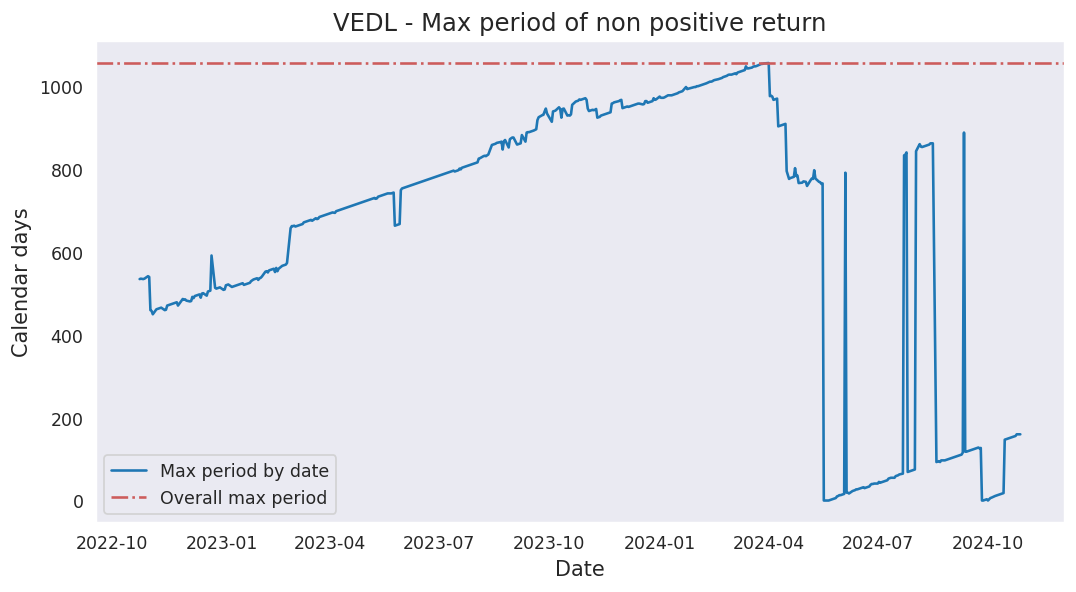 VEDL - Max period of non positive return
Calendar days
1000
800
600
400
200
0
Max period by date
Overall max period
2022-10 2023-01 2023-04 2023-07 2023-10 2024-01 2024-04 2024-07 2024-10
Date